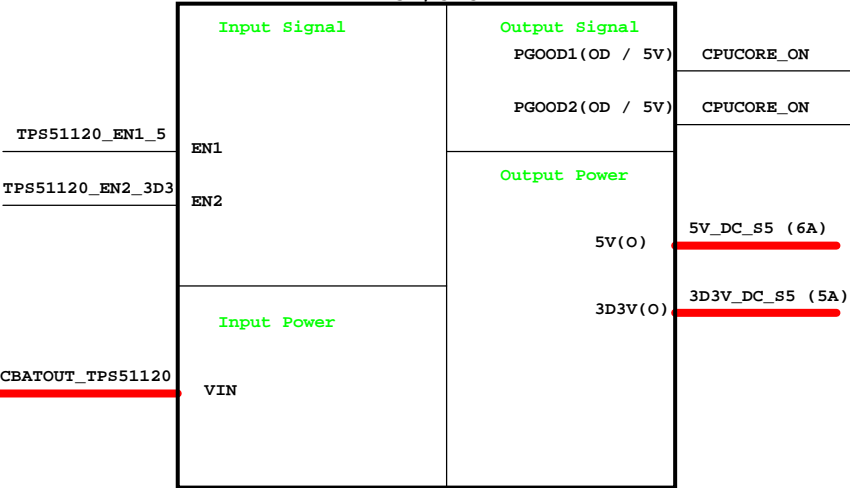 Input Signal
Output Signal
PGOOD1(OD / 5V)
CPUCORE_ON
PGOOD2(OD / 5V)
CPUCORE_ON
TPS51120_EN1_5
EN1
TPS51120_EN2_3D3
EN2
Output Power
5V(O)
5V_DC_S5 (6A)
3D3V(O)
3D3V_DC_S5 (5A)
Input Power
CBATOUT_TPS51120
VIN